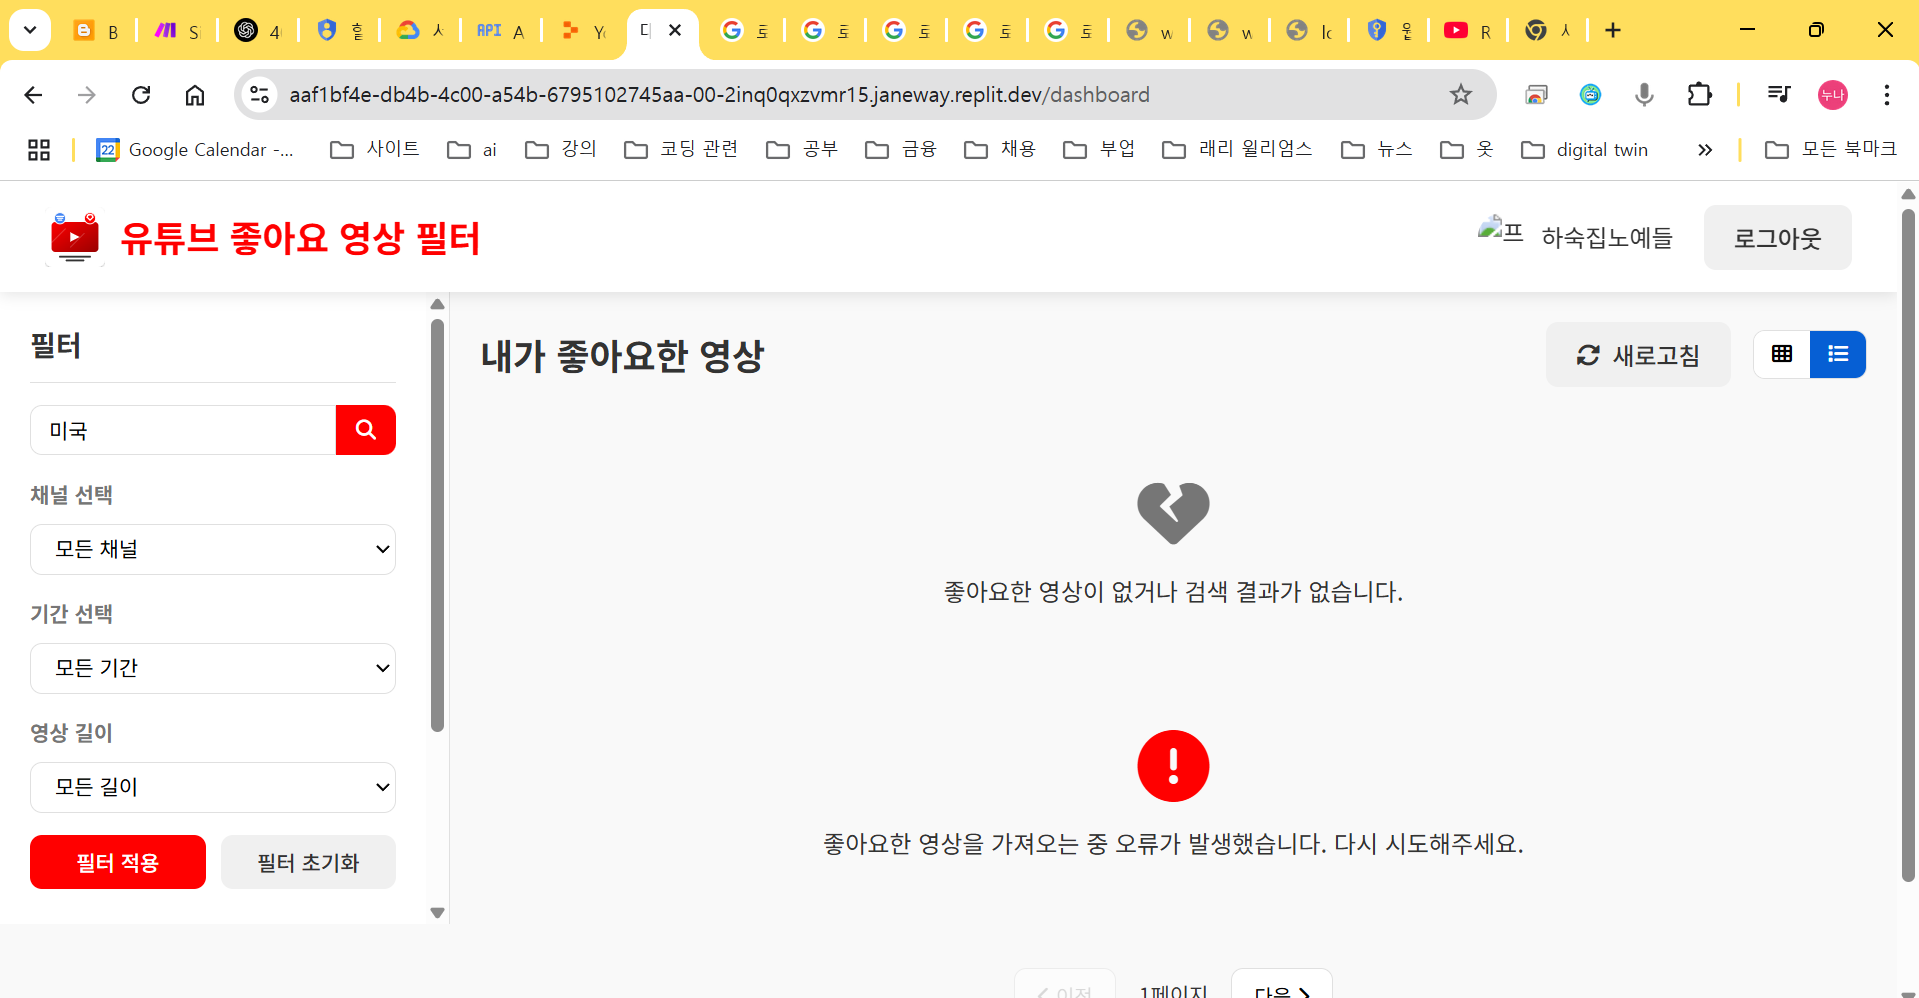 B
Si
4
API A
Yo
w
w
lo
R
aaf1bf4e-db4b-4c00-a54b-6795102745aa-00-2inq0qxzvmr15.janeway.replit.dev/dashboard
누나
22 Google Calendar -...
사이트
ai
강의
코딩 관련
공부
금융
채용
부업
래리 윌리엄스
뉴스
옷
digital twin
모든 북마크
유튜브 좋아요 영상 필터
프
하숙집노예들
로그아웃
필터
미국
채널 선택
모든 채널
기간 선택
모든 기간
영상 길이
모든 길이
필터 적용
필터 초기화
내가 좋아요한 영상
새로고침
좋아요한 영상이 없거나 검색 결과가 없습니다.
좋아요한 영상을 가져오는 중 오류가 발생했습니다. 다시 시도해주세요.
이전
1페이지
다음